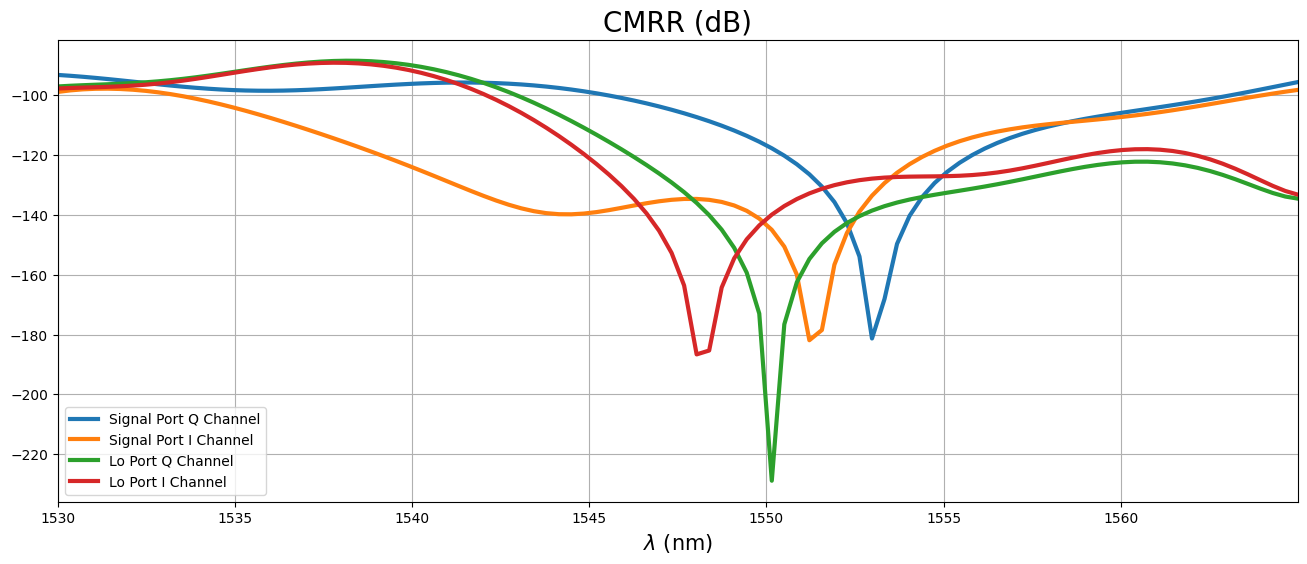 CMRR (dB)
−100
−120
−140
−160
−180
−200
−220
Signal Port Q Channel
Signal Port I Channel
Lo Port Q Channel
Lo Port I Channel
1530 1535 1540 1545 1550 1555 1560
λ (nm)